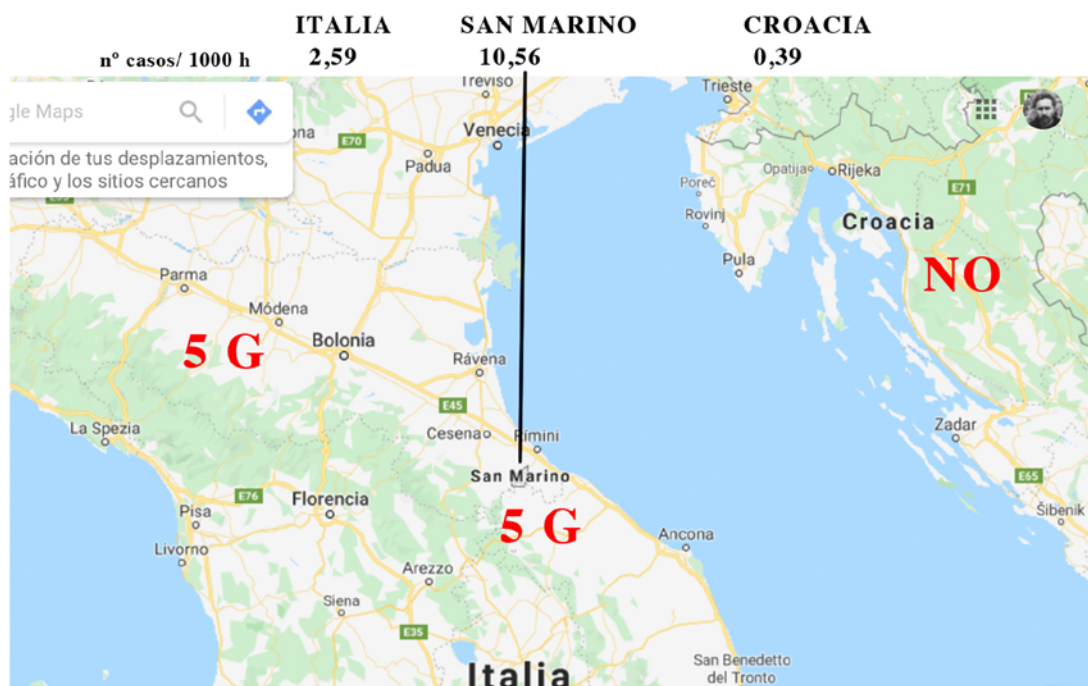 ITALIA SAN MARINO CROACIA
nº casos/ 1000 h 2,59 10,56 0,39
gle Maps
ación de tus desplazamientos,
áfico y los sitios cercanos
Treviso
Trieste
E70
Venecia
Padua
Opatija
Rijeka
Poreč
E71
Rovinj
Croacia
Pula
NO
Parma
Módena
5 G
Bolonia
Rávena
E45
La Spezia
Cesena
Rímini
Zadar
San Marino
E65
E76
Florencia
Pisa
5 G
Šibenik
Livorno
Ancona
Arezzo
Siena
E35
Italia
San Benedetto
del Tronto